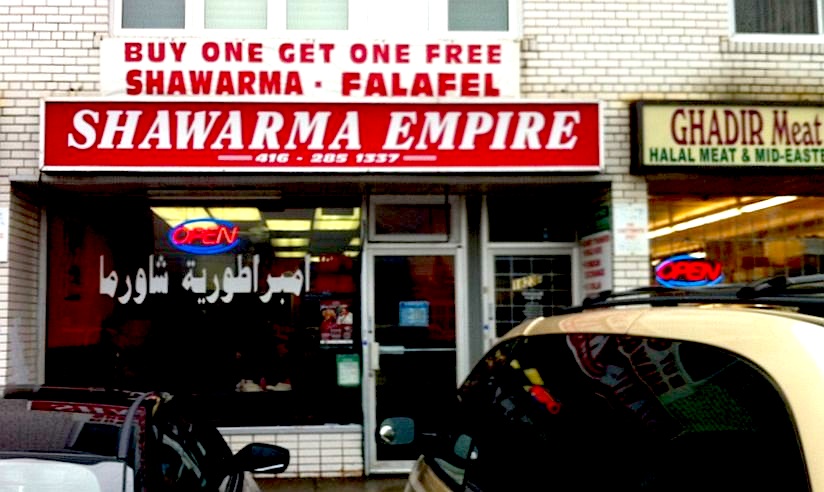 BUY ONE GET ONE FREE
SHAWARMA · FALAFEL
SHAWARMA EMPIRE
416 - 285 1337
GHADIR Meat
HALAL MEAT & MID-EASTE
OPEN
امبراطورية شاورما
OPEN